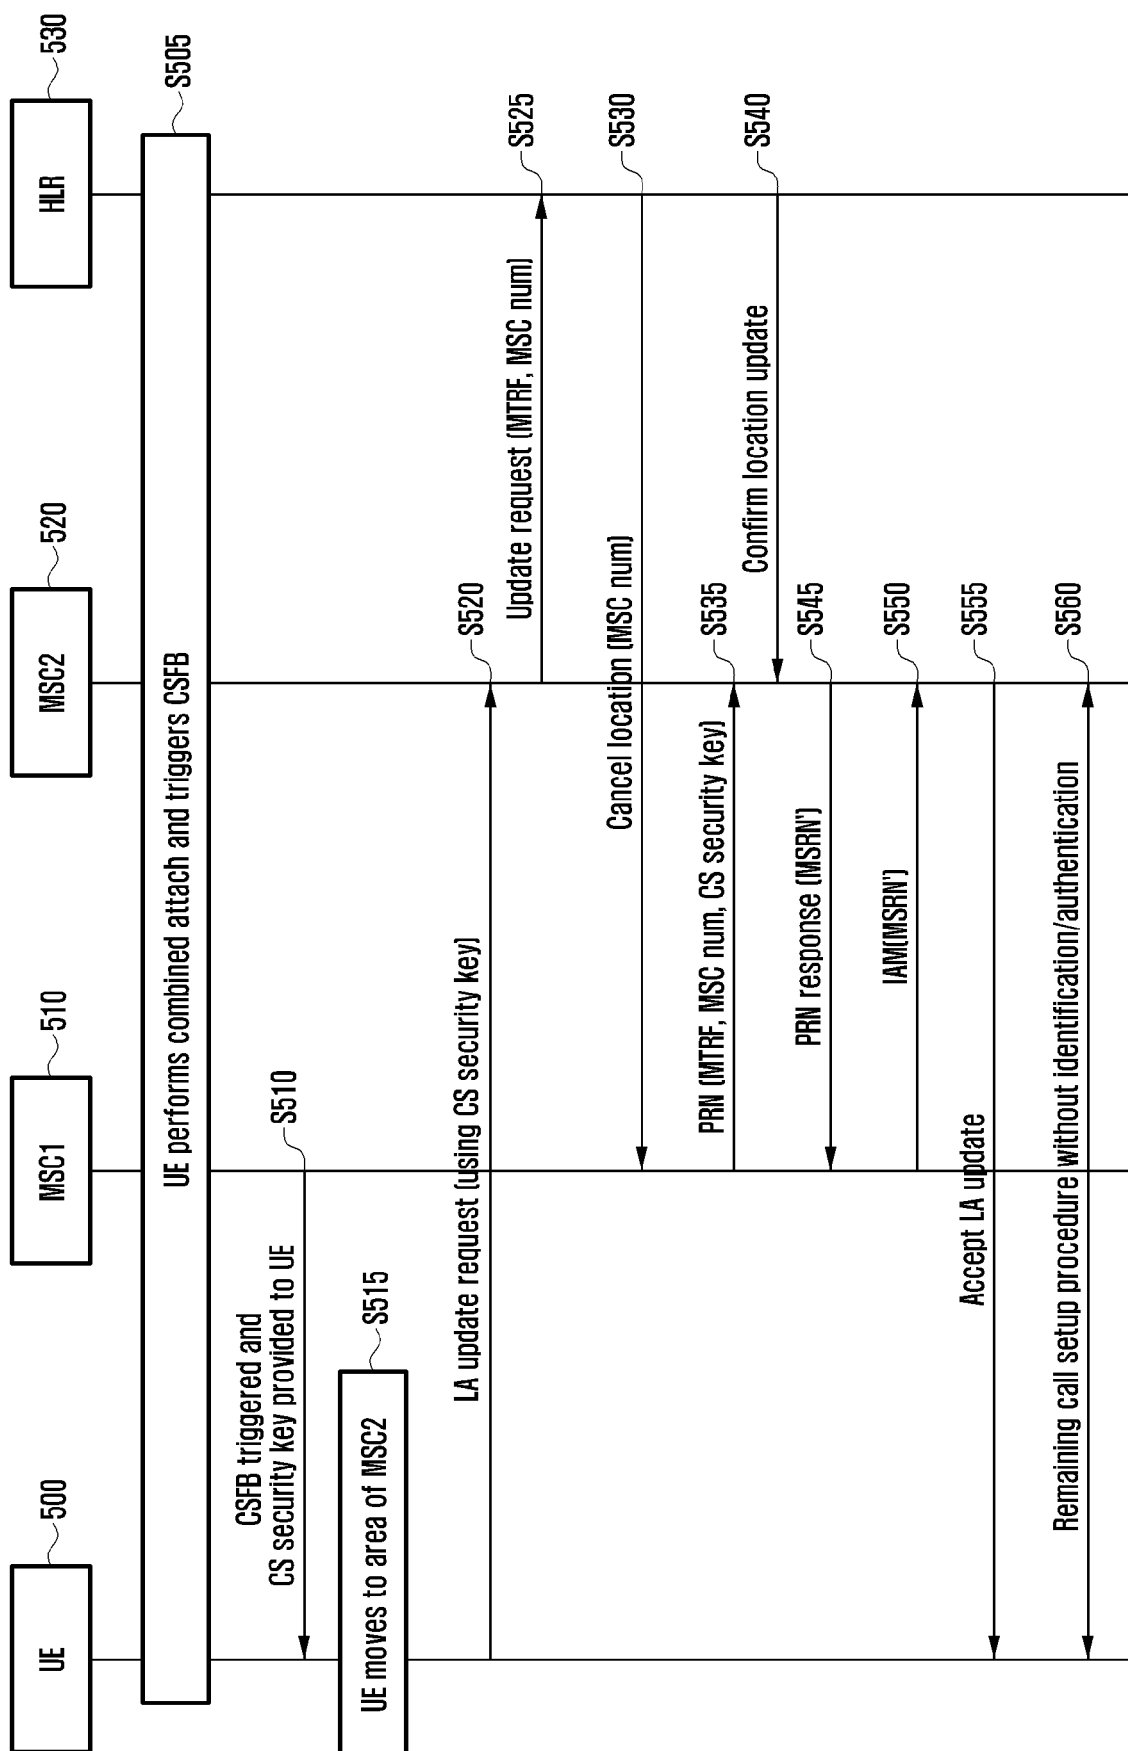 UE
500
MSC1
510
MSC2
520
HLR
530
UE performs combined attach and triggers CSFB
S505
CSFB triggered and
CS security key provided to UE
S510
UE moves to area of MSC2
S515
LA update request (using CS security key)
S520
Update request (MTRF, MSC num)
S525
Cancel location (MSC num)
S530
PRN (MTRF, MSC num, CS security key)
S535
Confirm location update
S540
PRN response (MSRN')
S545
IAM(MSRN')
S550
Accept LA update
S555
Remaining call setup procedure without identification/authentication
S560